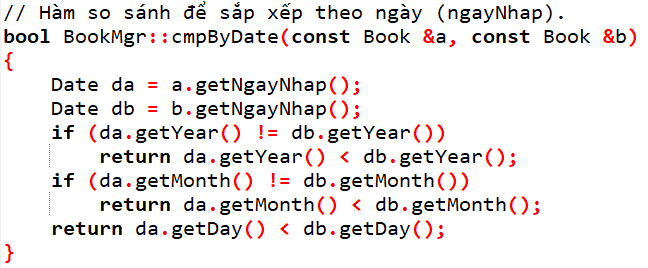 // Hàm so sánh để sắp xếp theo ngày (ngayNhap).
bool BookMgr::cmpByDate(const Book &a, const Book &b)
{
    Date da = a.getNgayNhap();
    Date db = b.getNgayNhap();
    if (da.getYear() != db.getYear())
        return da.getYear() < db.getYear();
    if (da.getMonth() != db.getMonth())
        return da.getMonth() < db.getMonth();
    return da.getDay() < db.getDay();
}